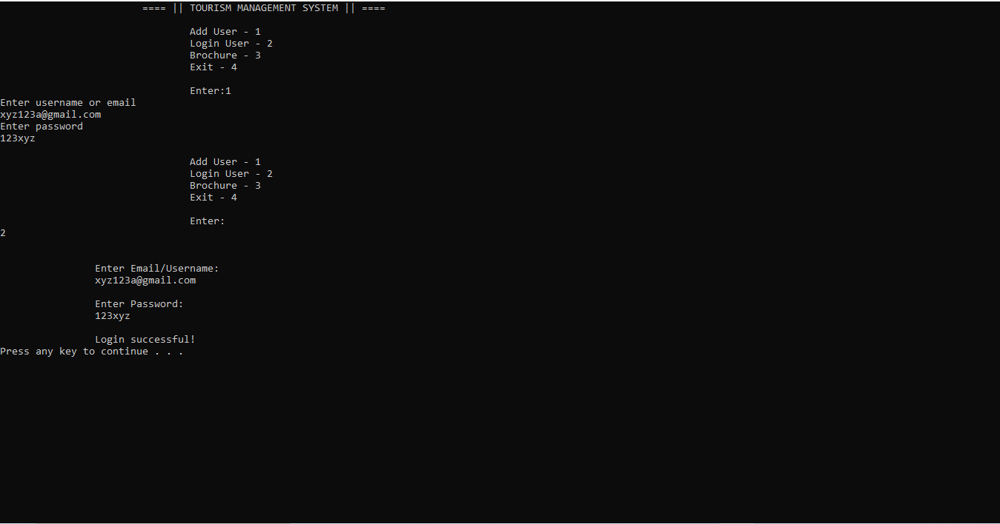 ==== || TOURISM MANAGEMENT SYSTEM || ====
Add User - 1
Login User - 2
Brochure - 3
Exit - 4
Enter:1
Enter username or email
xyz123a@gmail.com
Enter password
123xyz
Add User - 1
Login User - 2
Brochure - 3
Exit - 4
Enter:
2
Enter Email/Username:
xyz123a@gmail.com
Enter Password:
123xyz
Login successful!
Press any key to continue . . .